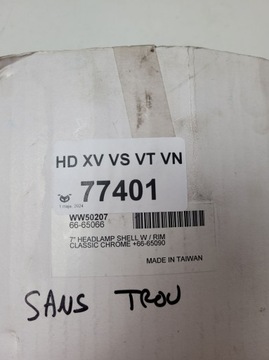 HD XV VS VT VN
77401
WW50207
66-65066
7" HEADLAMP SHELL W / RIM
CLASSIC CHROME +66-65090
MADE IN TAIWAN
SANS TROU